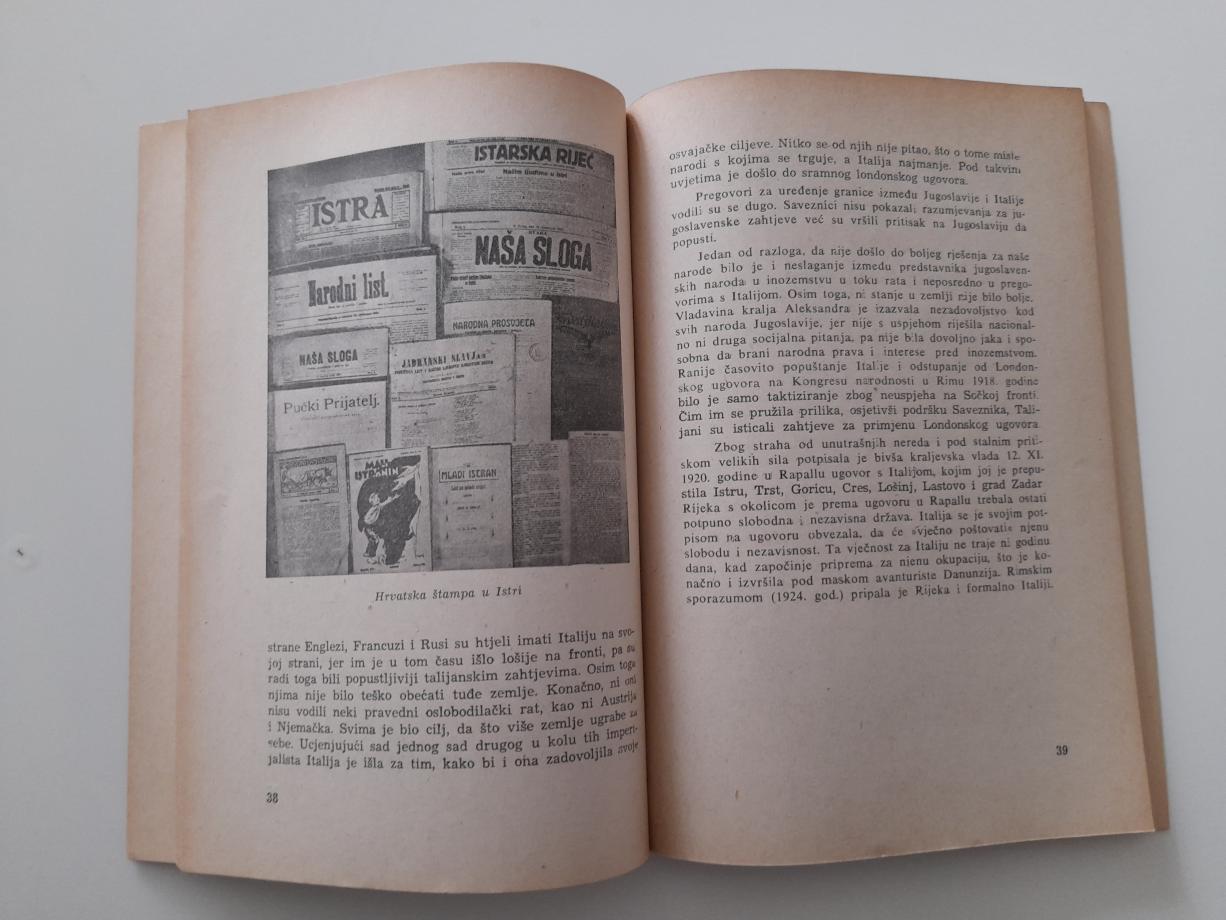 ISTARSKA RIJEČ
Našim ljudima u Istri
ISTRA
NAŠA SLOGA
Narodni list
NARODNA PROSVJETA
NAŠA SLOGA
JADRANSKI
Pučki Prijatelj.
MALI
ISTRANIN
MLADI ISTRAN
Hrvatska štampa u Istri
strane Englezi, Francuzi i Rusi su htjeli imati Italiju na svo-
joj strani, jer im je u tom času išlo lošije na fronti, pa su
radi toga bili popustljiviji talijanskim zahtjevima. Osim toga
njima nije bilo teško obećati tuđe zemlje. Konačno, ni oni
nisu vodili neki pravedni oslobodilački rat, kao ni Austrija
i Njemačka. Svima je bio cilj, da što više zemlje ugrabe za
sebe. Ucjenjujući sad jednog sad drugog u kolu tih imperi-
jalista Italija je išla za tim, kako bi i ona zadovoljila svoje
38
osvajačke ciljeve. Nitko se od njih nije pitao, što o tome misle
narodi s kojima se trguje, a Italija najmanje. Pod takvim
uvjetima je došlo do sramnog londonskog ugovora.
Pregovori za uređenje granice između Jugoslavije i Italije
vodili su se dugo. Saveznici nisu pokazali razumjevanja za ju-
goslavenske zahtjeve već su vršili pritisak na Jugoslaviju da
popusti.
Jedan od razloga, da nije došlo do boljeg rješenja za naše
narode bilo je i neslaganje između predstavnika jugoslaven-
skih naroda u inozemstvu u toku rata i neposredno u prego-
vorima s Italijom. Osim toga, ni stanje u zemlji nije bilo bolje.
Vladavina kralja Aleksandra je izazvala nezadovoljstvo kod
svih naroda Jugoslavije, jer nije s uspjehom riješila nacional-
no ni druga socijalna pitanja, pa nije bila dovoljno jaka i spo-
sobna da brani narodna prava i interese pred inozemstvom.
Ranije časovito popuštanje Italije i odstupanje od London-
skog ugovora na Kongresu narodnosti u Rimu 1918. godine
bilo je samo taktiziranje zbog neuspjeha na Sočkoj fronti.
Čim im se pružila prilika, osjetivši podršku Saveznika, Tali-
jani su isticali zahtjeve za primjenu Londonskog ugovora.
Zbog straha od unutrašnjih nereda i pod stalnim priti-
skom velikih sila potpisala je bivša kraljevska vlada 12. XI.
1920. godine u Rapallu ugovor s Italijom, kojim joj je prepu-
stila Istru, Trst, Goricu, Cres, Lošinj, Lastovo i grad Zadar
Rijeka s okolicom je prema ugovoru u Rapallu trebala ostati
potpuno slobodna i nezavisna država. Italija se je svojim pot-
pisom na ugovoru obvezala, da će »vječno poštovati« njenu
slobodu i nezavisnost. Ta vječnost za Italiju ne traje ni godinu
dana, kad započinje priprema za njenu okupaciju, što je ko-
načno i izvršila pod maskom avanturiste Danunzija. Rimskim
sporazumom (1924. god.) pripala je Rijeka i formalno Italiji.
39